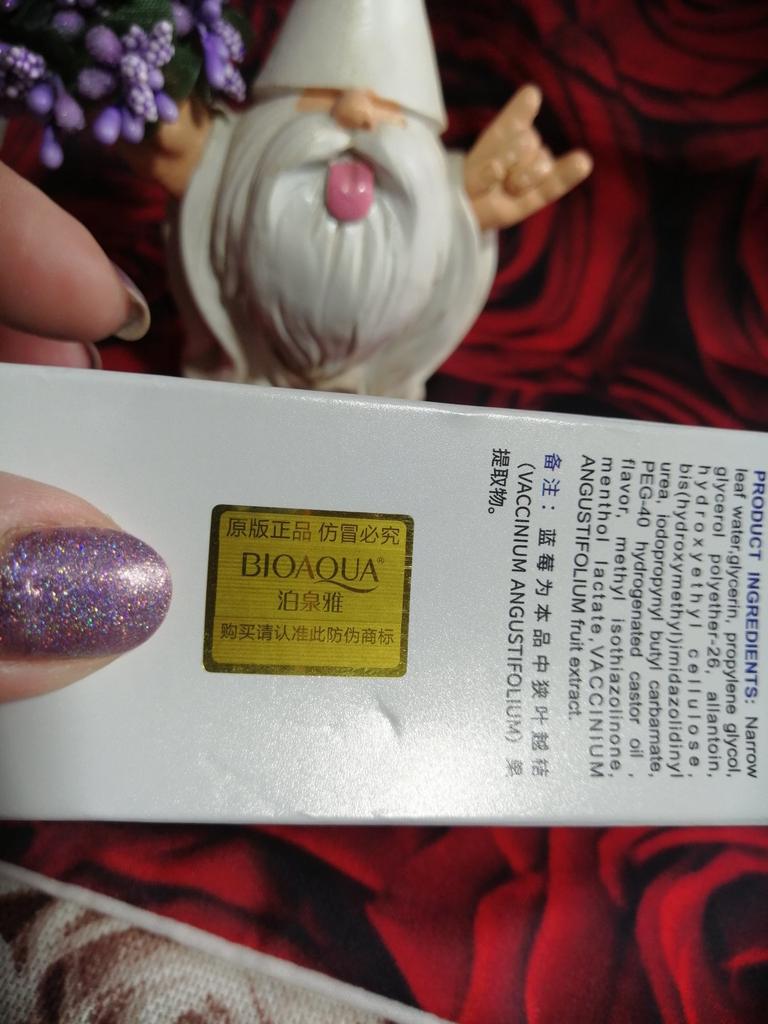 PRODUCT INGREDIENTS: Narrow
leaf water,glycerin, propylene glycol,
glycerol polyether-26, allantoin,
hydroxyethyl cellulose,
bis(hydroxymethyl)imidazolidinyl
urea, iodopropynyl butyl carbamate,
PEG-40 hydrogenated castor oil ,
flavor, methyl isothiazolinone,
menthol lactate,VACCINIUM
ANGUSTIFOLIUM fruit extract.
备注：蓝莓为本品中狭叶越桔
（VACCINIUM ANGUSTIFOLIUM）果
提取物。
原版正品 仿冒必究
BIOAQUA®
泊泉雅
购买请认准此防伪商标